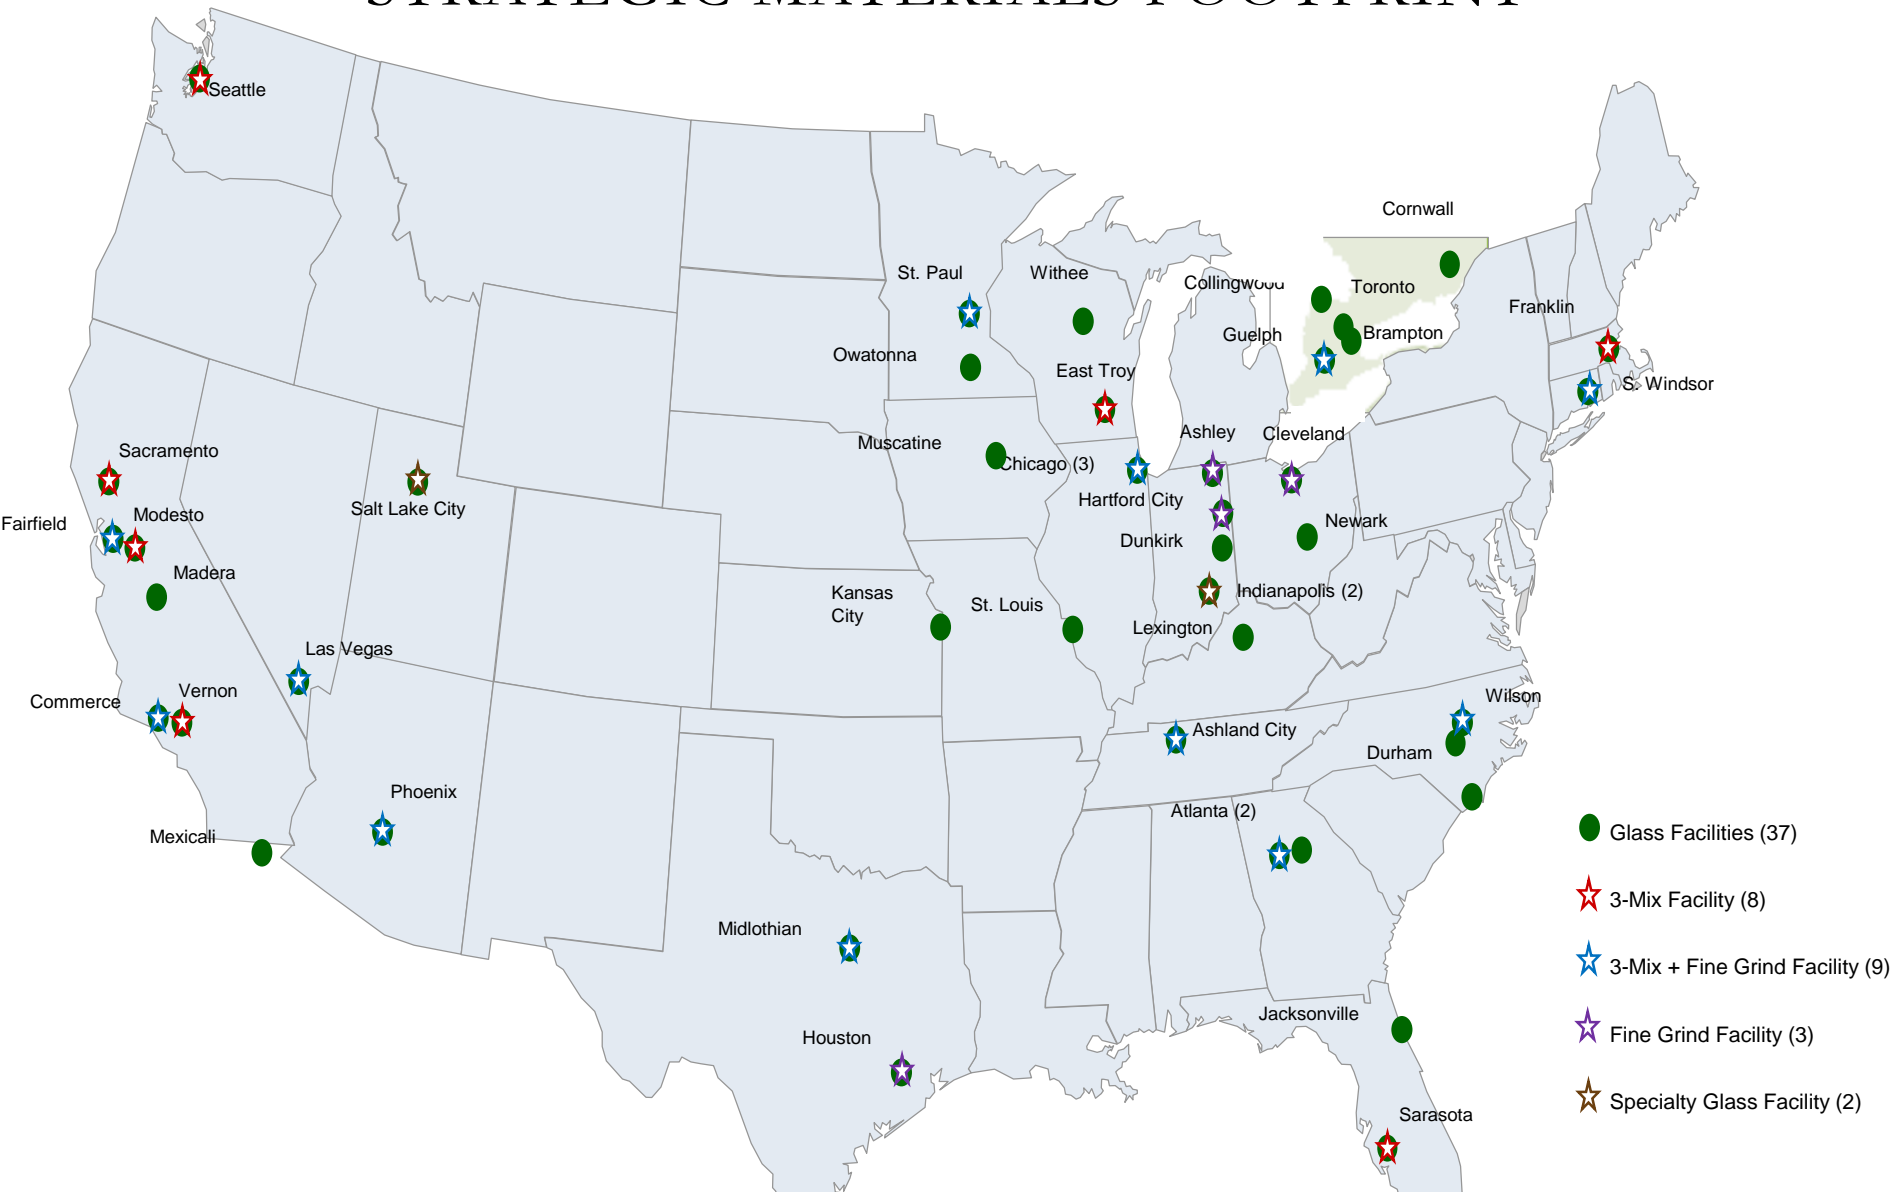 STRATEGIC MATERIALS FOOTPRINT
Seattle
Cornwall
St. Paul
Withee
Collingwood
Toronto
Franklin
Guelph
Brampton
Owatonna
East Troy
S. Windsor
Ashley
Cleveland
Muscatine
Sacramento
Chicago (3)
Hartford City
Salt Lake City
Modesto
Fairfield
Newark
Dunkirk
Madera
Kansas
City
St. Louis
Indianapolis (2)
Lexington
Las Vegas
Vernon
Commerce
Wilson
Ashland City
Durham
Phoenix
Atlanta (2)
Mexicali
Glass Facilities (37)
3-Mix Facility (8)
Midlothian
3-Mix + Fine Grind Facility (9)
Jacksonville
Houston
Fine Grind Facility (3)
Specialty Glass Facility (2)
Sarasota